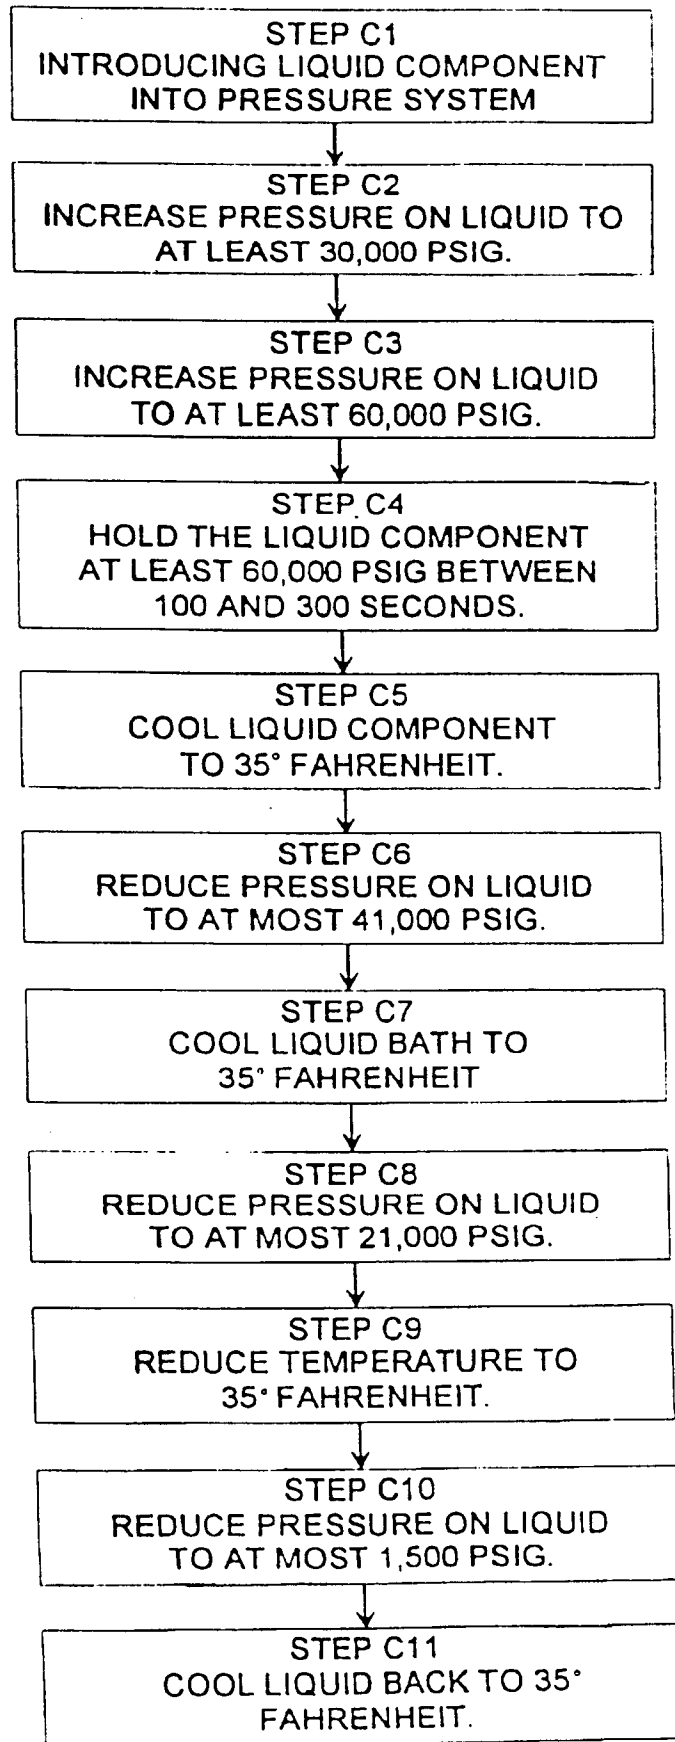 STEP C1
INTRODUCING LIQUID COMPONENT
INTO PRESSURE SYSTEM
STEP C2
INCREASE PRESSURE ON LIQUID TO
AT LEAST 30,000 PSIG.
STEP C3
INCREASE PRESSURE ON LIQUID
TO AT LEAST 60,000 PSIG.
STEP C4
HOLD THE LIQUID COMPONENT
AT LEAST 60,000 PSIG BETWEEN
100 AND 300 SECONDS.
STEP C5
COOL LIQUID COMPONENT
TO 35° FAHRENHEIT.
STEP C6
REDUCE PRESSURE ON LIQUID
TO AT MOST 41,000 PSIG.
STEP C7
COOL LIQUID BATH TO
35° FAHRENHEIT
STEP C8
REDUCE PRESSURE ON LIQUID
TO AT MOST 21,000 PSIG.
STEP C9
REDUCE TEMPERATURE TO
35° FAHRENHEIT.
STEP C10
REDUCE PRESSURE ON LIQUID
TO AT MOST 1,500 PSIG.
STEP C11
COOL LIQUID BACK TO 35°
FAHRENHEIT.